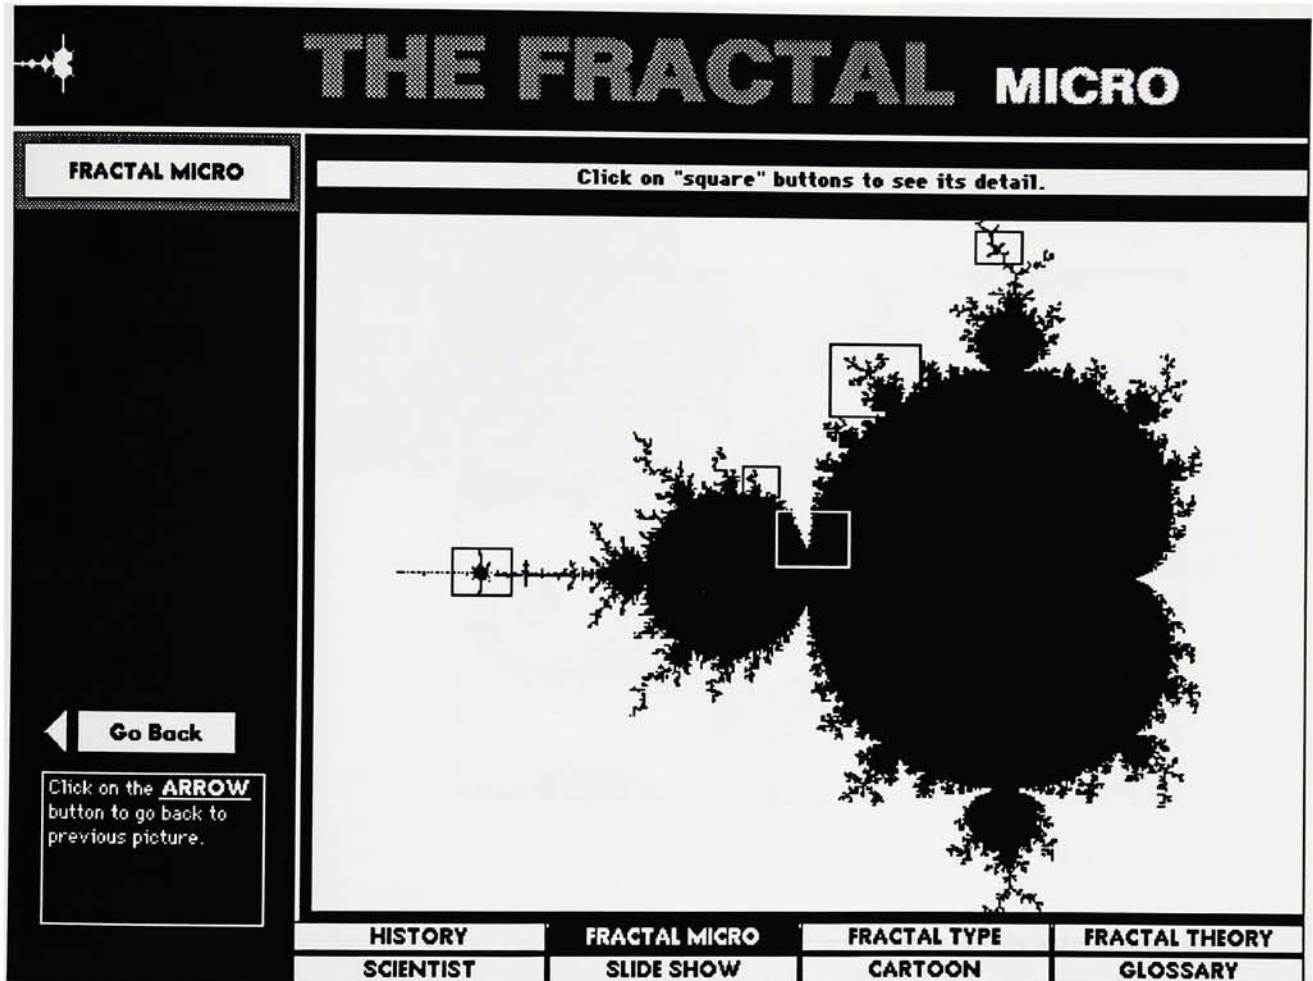 THE FRACTAL MICRO
FRACTAL MICRO
Click on "square" buttons to see its detail.
Go Back
Click on the ARROW
button to go back to
previous picture.
HISTORY FRACTAL MICRO FRACTAL TYPE FRACTAL THEORY
SCIENTIST SLIDE SHOW CARTOON GLOSSARY